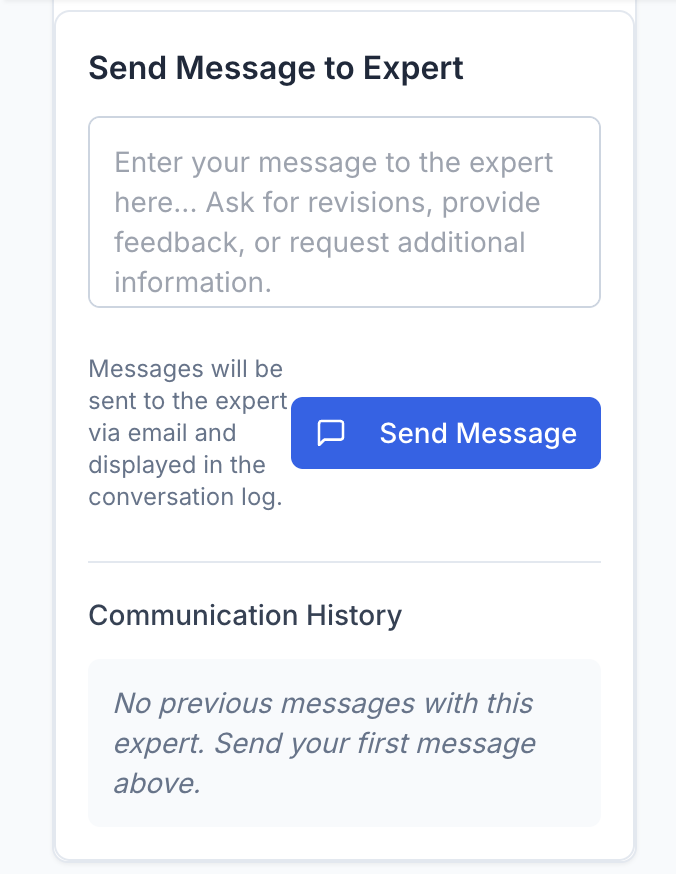 Send Message to Expert
Enter your message to the expert
here... Ask for revisions, provide
feedback, or request additional
information.
Messages will be
sent to the expert
via email and
displayed in the
conversation log.
Send Message
Communication History
No previous messages with this
expert. Send your first message
above.